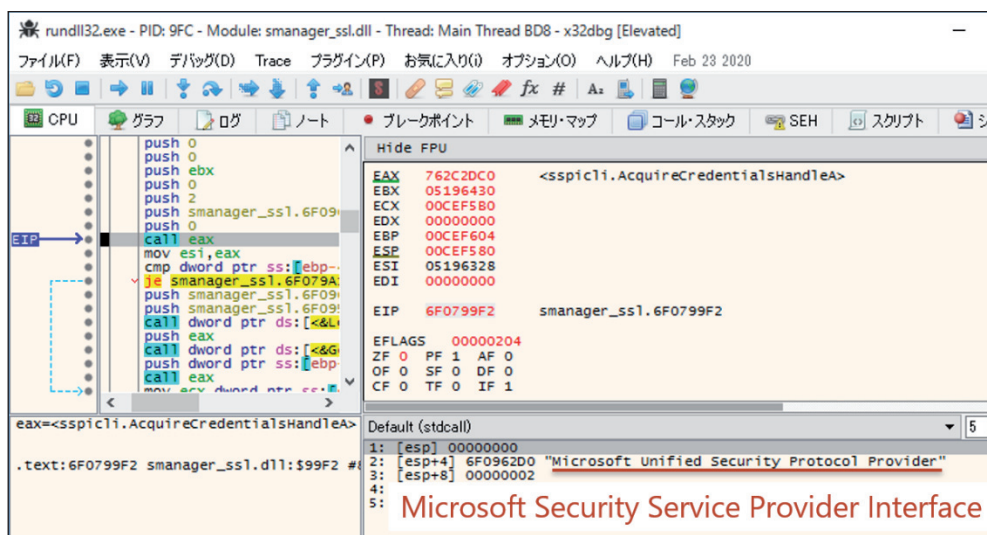 rundll32.exe - PID: 9FC - Module: smanager_ssl.dll - Thread: Main Thread BD8 - x32dbg [Elevated]
ファイル(F) 表示(V) デバッグ(D) Trace プラグイン(P) お気に入り(I) オプション(O) ヘルプ(H) Feb 23 2020
CPU グラフ ログ ノート ブレークポイント メモリ・マップ コール・スタック SEH スクリプト
push 0
push 0
push ebx
push 0
push 2
push smanager_ssl.6F09
push 0
EIP call eax
mov esi,eax
cmp dword ptr ss:[ebp-
je smanager_ssl.6F079A
push smanager_ssl.6F09
push smanager_ssl.6F09
call dword ptr ds:[<&L
push eax
call dword ptr ds:[<&G
push dword ptr ss:[ebp
call eax
mov ecx dword ptr ss:[
Hide FPU
EAX 762C2DC0 <sspicli.AcquireCredentialsHandleA>
EBX 05196430
ECX 00CEF5B0
EDX 00000000
EBP 00CEF604
ESP 00CEF580
ESI 05196328
EDI 00000000
EIP 6F0799F2 smanager_ssl.6F0799F2
EFLAGS 00000204
ZF 0 PF 1 AF 0
OF 0 SF 0 DF 0
CF 0 TF 0 IF 1
eax=<sspicli.AcquireCredentialsHandleA>
.text:6F0799F2 smanager_ssl.dll:$99F2 #
Default (stdcall) 5
1: [esp] 00000000
2: [esp+4] 6F0962D0 "Microsoft Unified Security Protocol Provider"
3: [esp+8] 00000002
4:
5:
Microsoft Security Service Provider Interface